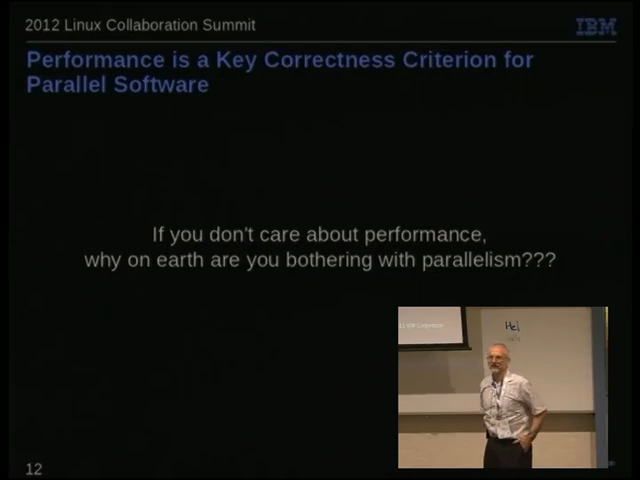 2012 Linux Collaboration Summit
IBM
Performance is a Key Correctness Criterion for
Parallel Software
If you don't care about performance,
why on earth are you bothering with parallelism???
Hej
12